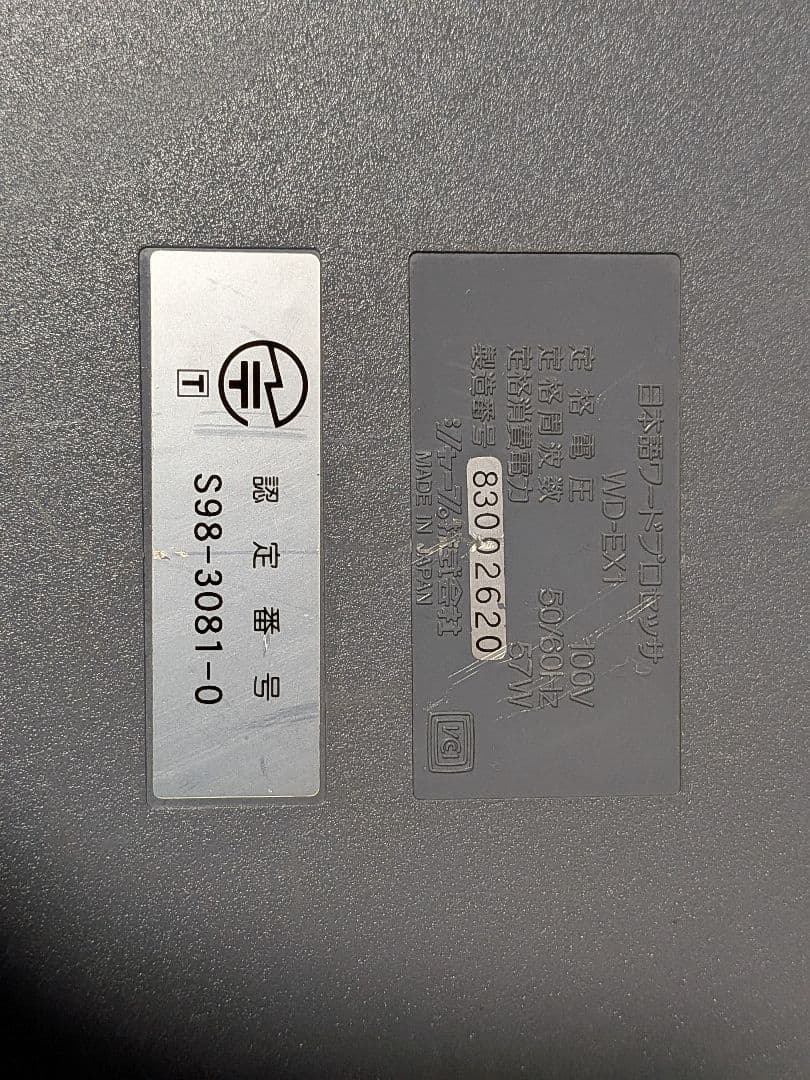 日本語ワードプロセッサ
WD-EX1
定格電圧 100V
定格周波数 50/60Hz
定格消費電力 57W
製造番号 83002620
シャープ株式会社
MADE IN JAPAN
VCI
T
認定番号
S98-3081-0